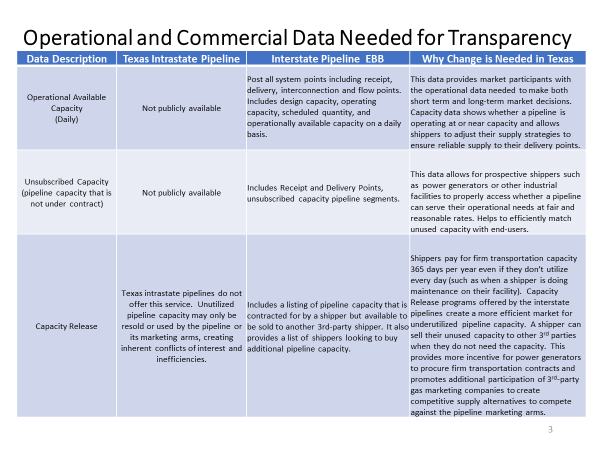 Operational and Commercial Data Needed for Transparency
Data Description
Texas Intrastate Pipeline
Interstate Pipeline EBB
Why Change is Needed in Texas
Operational Available
Capacity
(Daily)
Not publicly available
Post all system points including receipt,
delivery, interconnection and flow points.
Includes design capacity, operating
capacity, scheduled quantity, and
operationally available capacity on a daily
basis.
This data provides market participants with
the operational data needed to make both
short term and long-term market decisions.
Capacity data shows whether a pipeline is
operating at or near capacity and allows
shippers to adjust their supply strategies to
ensure reliable supply to their delivery points.
Unsubscribed Capacity
(pipeline capacity that is
not under contract)
Not publicly available
Includes Receipt and Delivery Points,
unsubscribed capacity pipeline segments.
This data allows for prospective shippers such
as power generators or other industrial
facilities to properly access whether a pipeline
can serve their operational needs at fair and
reasonable rates. Helps to efficiently match
unused capacity with end-users.
Capacity Release
Texas intrastate pipelines do not
offer this service. Unutilized
pipeline capacity may only be
resold or used by the pipeline or
its marketing arms, creating
inherent conflicts of interest and
inefficiencies.
Includes a listing of pipeline capacity that is
contracted for by a shipper but available to
be sold to another 3rd-party shipper. It also
provides a list of shippers looking to buy
additional pipeline capacity.
Shippers pay for firm transportation capacity
365 days per year even if they don't utilize
every day (such as when a shipper is doing
maintenance on their facility). Capacity
Release programs offered by the interstate
pipelines create a more efficient market for
underutilized pipeline capacity. A shipper can
sell their unused capacity to other 3rd parties
when they do not need the capacity. This
provides more incentive for power generators
to procure firm transportation contracts and
promotes additional participation of 3rd-party
gas marketing companies to create
competitive supply alternatives to compete
against the pipeline marketing arms.
3